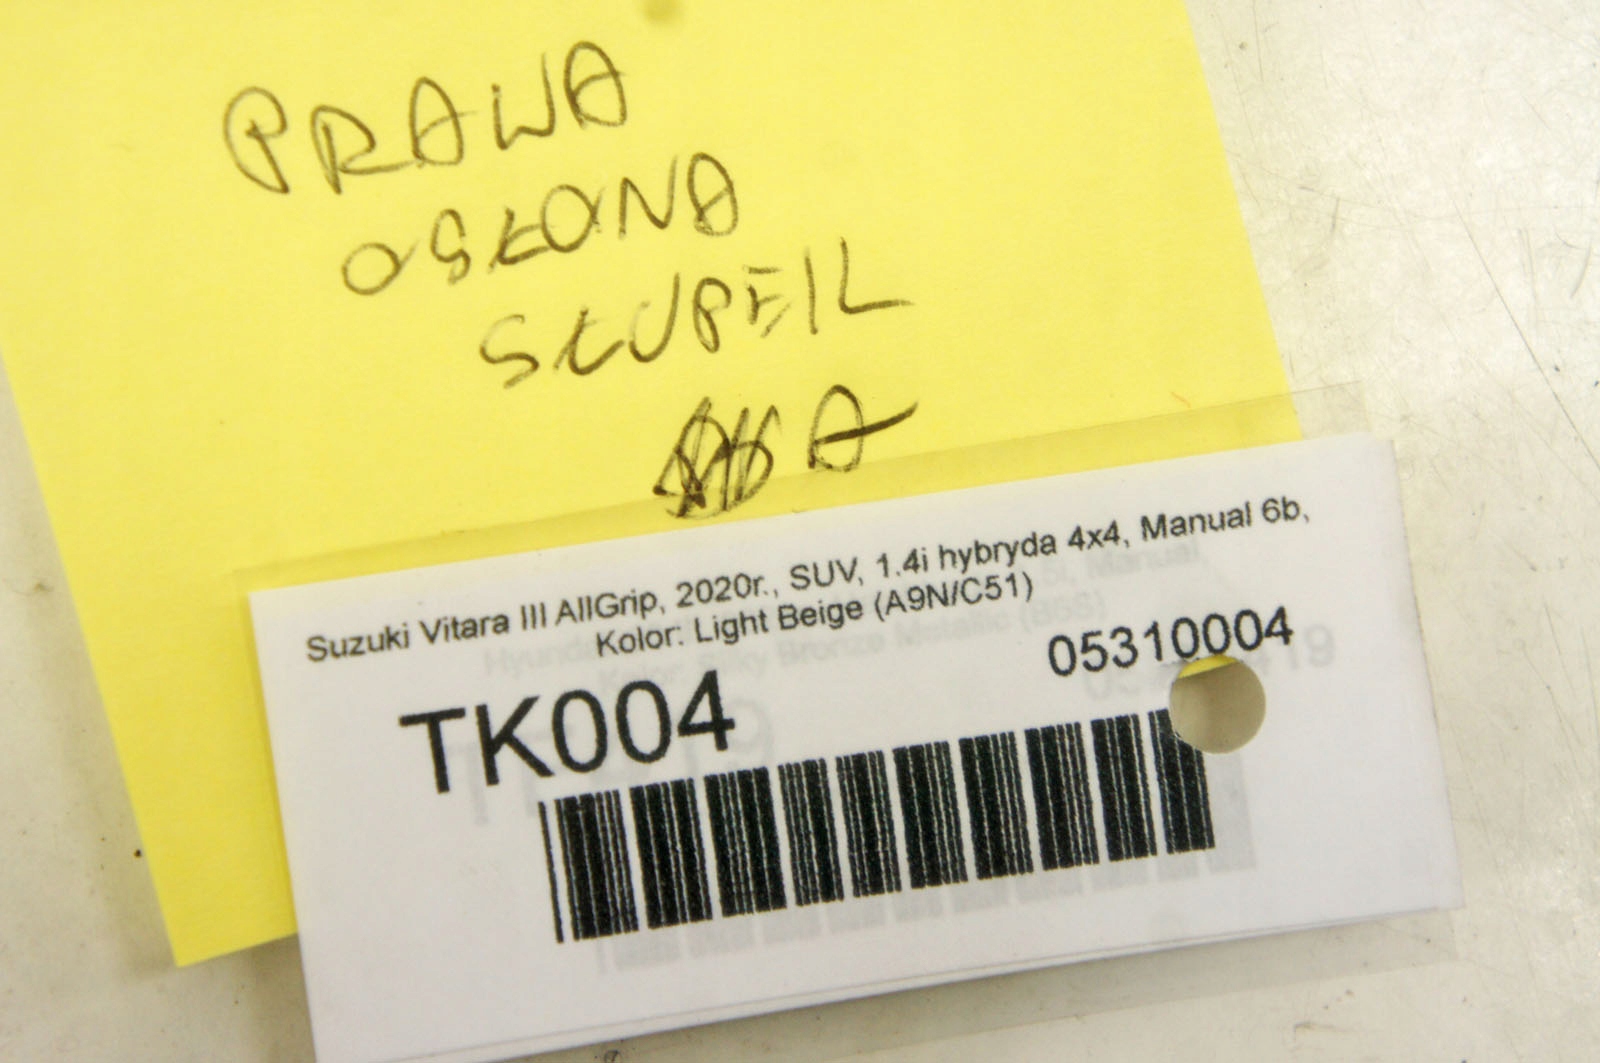 PRAWA
OSŁONA
SŁUPEIL
A
Suzuki Vitara III AllGrip, 2020r., SUV, 1.4i hybryda 4x4, Manual 6b,
Kolor: Light Beige (A9N/C51)
05310004
TK004